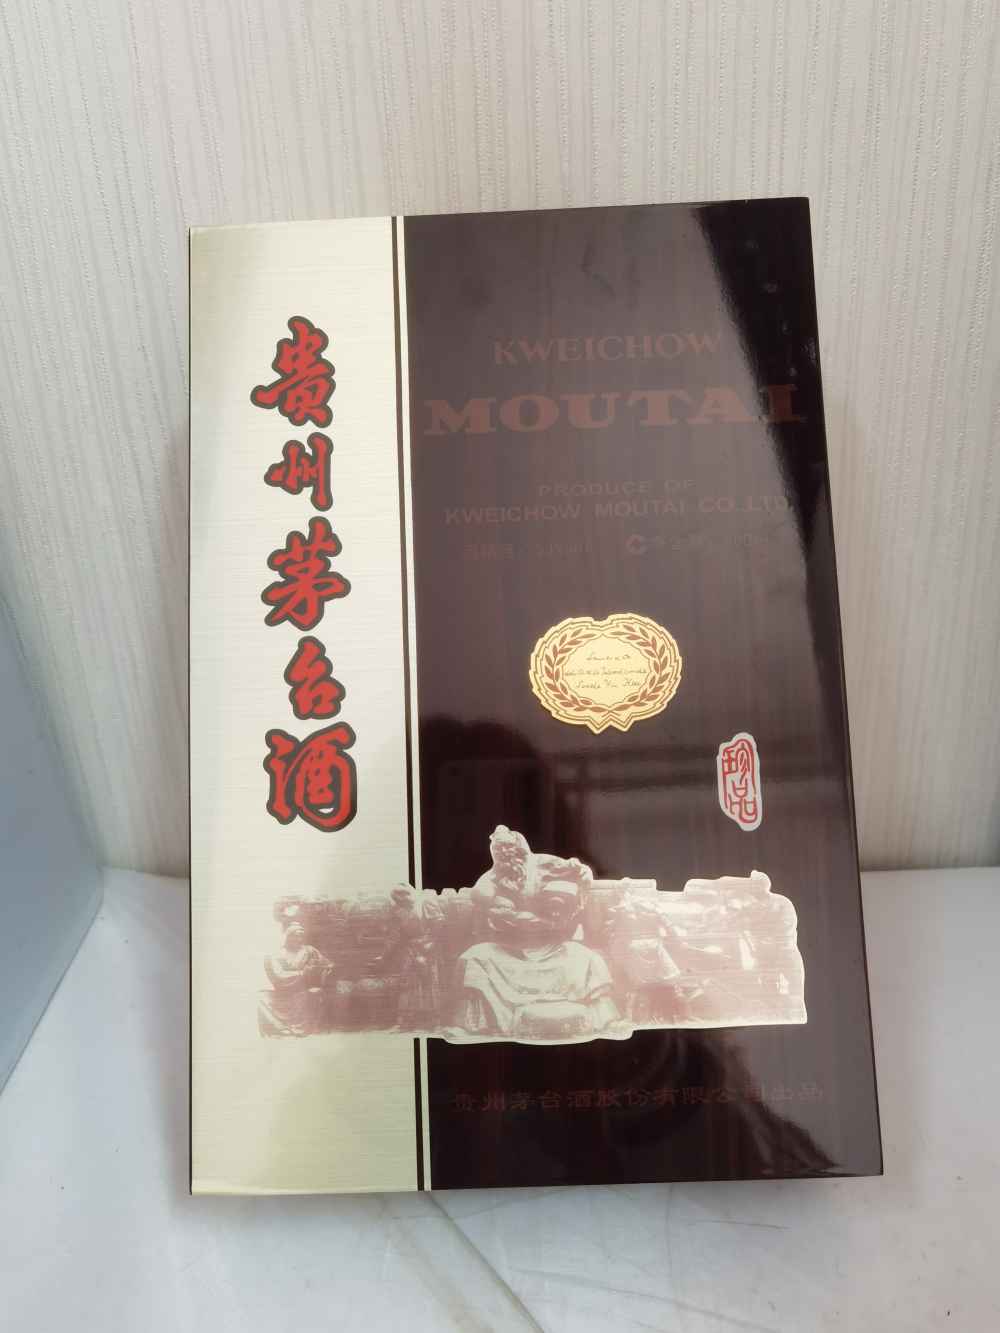 贵州茅台酒
KWEICHOW
MOUTAI
PRODUCE OF
KWEICHOW MOUTAI CO.,LTD
珍品
贵州茅台酒股份有限公司出品